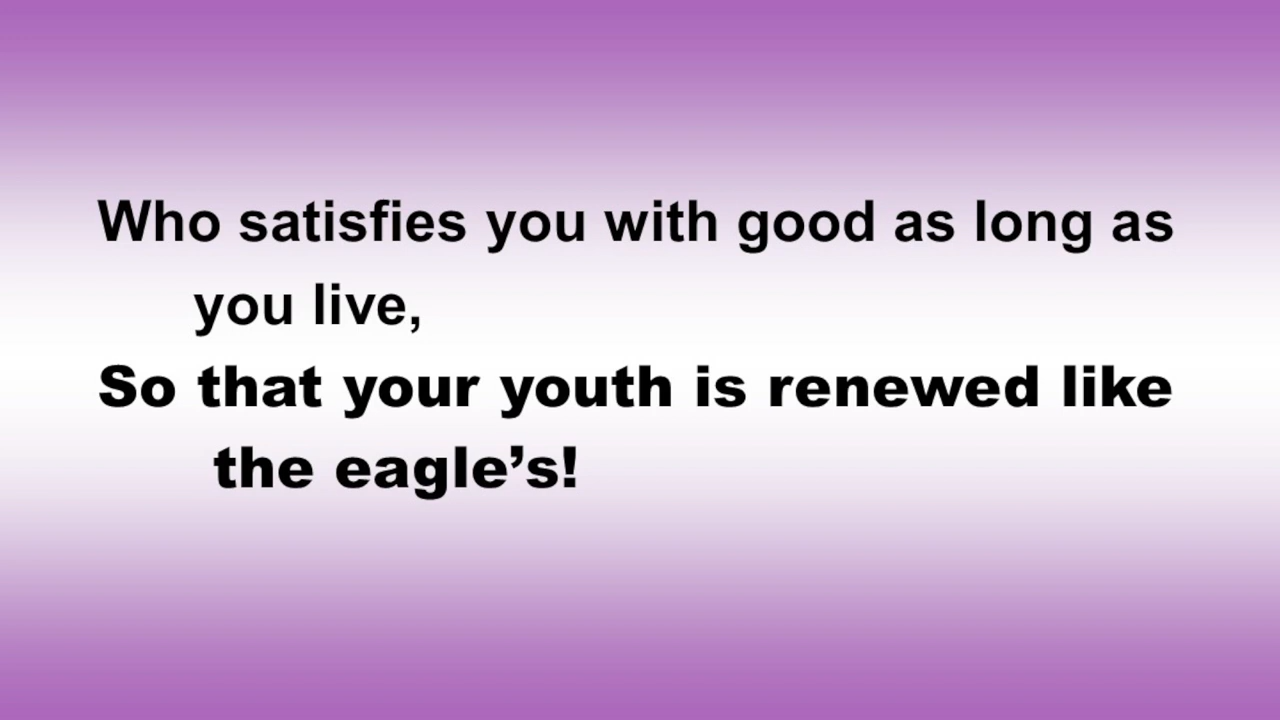 Who satisfies you with good as long as
you live,
So that your youth is renewed like
the eagle’s!